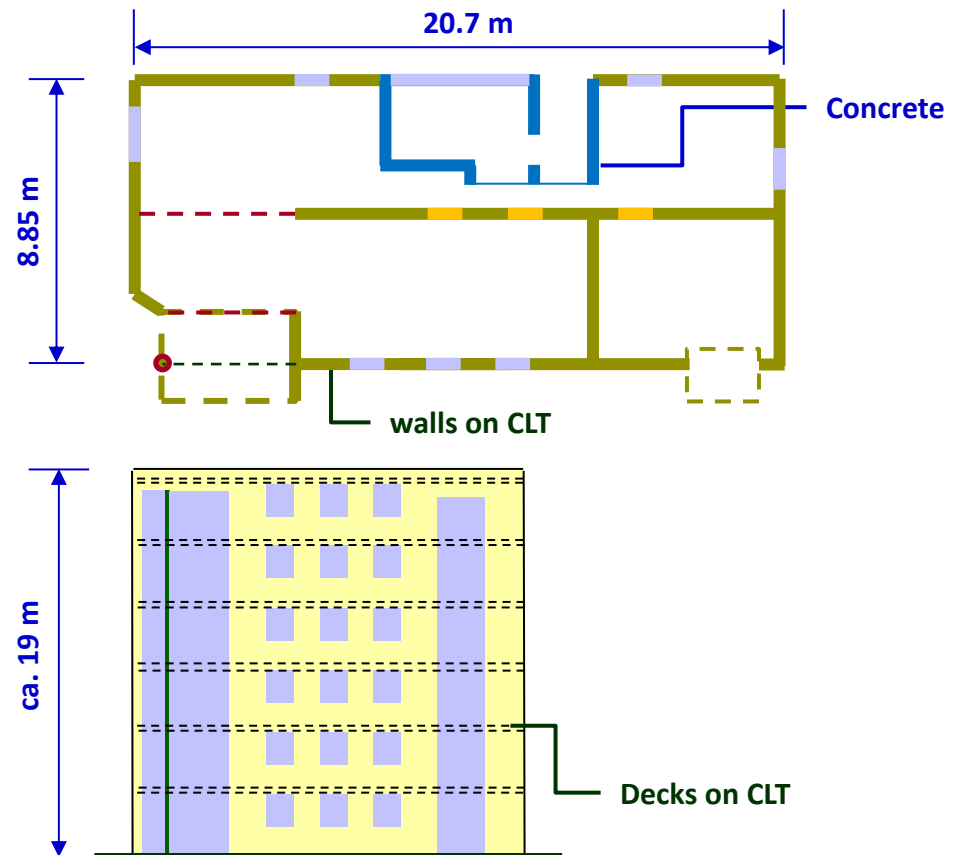 20.7 m
Concrete
8.85 m
walls on CLT
ca. 19 m
Decks on CLT